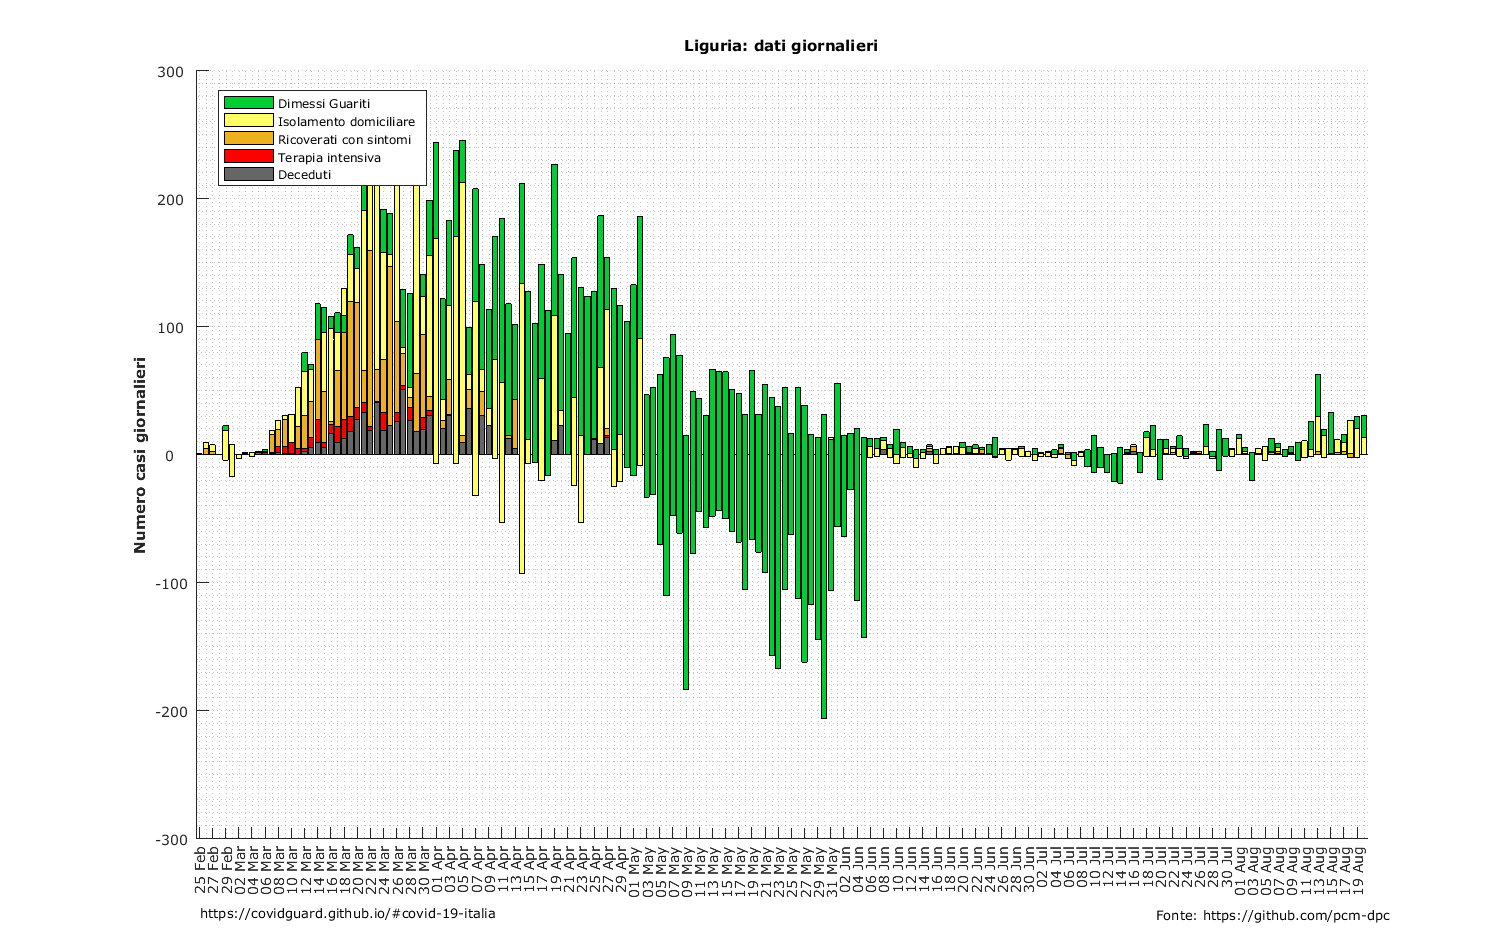 Liguria: dati giornalieri
300
200
100
0
-100
-200
-300
Numero casi giornalieri
Dimessi Guariti
Isolamento domiciliare
Ricoverati con sintomi
Terapia intensiva
Deceduti
25 Feb
27 Feb
29 Feb
02 Mar
04 Mar
06 Mar
08 Mar
10 Mar
12 Mar
14 Mar
16 Mar
18 Mar
20 Mar
22 Mar
24 Mar
26 Mar
28 Mar
30 Mar
01 Apr
03 Apr
05 Apr
07 Apr
09 Apr
11 Apr
13 Apr
15 Apr
17 Apr
19 Apr
21 Apr
23 Apr
25 Apr
27 Apr
29 Apr
01 May
03 May
05 May
07 May
09 May
11 May
13 May
15 May
17 May
19 May
21 May
23 May
25 May
27 May
29 May
31 May
02 Jun
04 Jun
06 Jun
08 Jun
10 Jun
12 Jun
14 Jun
16 Jun
18 Jun
20 Jun
22 Jun
24 Jun
26 Jun
28 Jun
30 Jun
02 Jul
04 Jul
06 Jul
08 Jul
10 Jul
12 Jul
14 Jul
16 Jul
18 Jul
20 Jul
22 Jul
24 Jul
26 Jul
28 Jul
30 Jul
01 Aug
03 Aug
05 Aug
07 Aug
09 Aug
11 Aug
13 Aug
15 Aug
17 Aug
19 Aug
https://covidguard.github.io/#covid-19-italia
Fonte: https://github.com/pcm-dpc